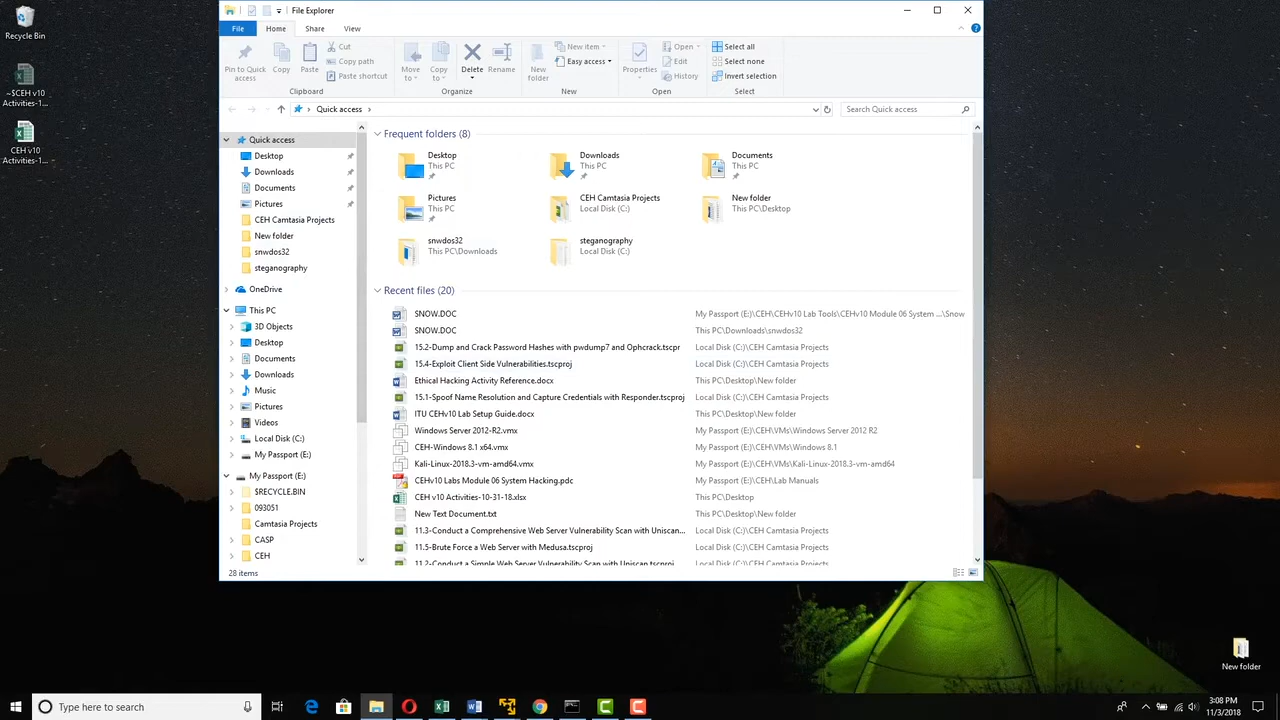 Recycle Bin
~$CEH v10
Activities-1...
CEH v10
Activities-1...
File Explorer
File
Home
Share
View
Pin to Quick
access
Copy
Paste
Cut
Copy path
Paste shortcut
Clipboard
Move
to
Copy
to
Delete
Rename
Organize
New
folder
New item
Easy access
New
Properties
Open
Edit
History
Open
Select all
Select none
Invert selection
Select
Quick access
Search Quick access
Quick access
Desktop
Downloads
Documents
Pictures
CEH Camtasia Projects
New folder
snwdos32
steganography
OneDrive
This PC
3D Objects
Desktop
Documents
Downloads
Music
Pictures
Videos
Local Disk (C:)
My Passport (E:)
My Passport (E:)
$RECYCLE.BIN
093051
Camtasia Projects
CASP
CEH
Frequent folders (8)
Desktop
This PC
Downloads
This PC
Documents
This PC
Pictures
This PC
CEH Camtasia Projects
Local Disk (C:)
New folder
This PC\Desktop
snwdos32
This PC\Downloads
steganography
Local Disk (C:)
Recent files (20)
SNOW.DOC My Passport (E:)\CEH\CEHv10 Lab Tools\CEHv10 Module 06 System ...\Snow
SNOW.DOC This PC\Downloads\snwdos32
15.2-Dump and Crack Password Hashes with pwdump7 and Ophcrack.tscpr Local Disk (C:)\CEH Camtasia Projects
15.4-Exploit Client Side Vulnerabilities.tscproj Local Disk (C:)\CEH Camtasia Projects
Ethical Hacking Activity Reference.docx This PC\Desktop\New folder
15.1-Spoof Name Resolution and Capture Credentials with Responder.tscproj Local Disk (C:)\CEH Camtasia Projects
ITU CEHv10 Lab Setup Guide.docx This PC\Desktop\New folder
Windows Server 2012-R2.vmx My Passport (E:)\CEH\VMs\Windows Server 2012 R2
CEH-Windows 8.1 x64.vmx My Passport (E:)\CEH\VMs\Windows 8.1
Kali-Linux-2018.3-vm-amd64.vmx My Passport (E:)\CEH\VMs\Kali-Linux-2018.3-vm-amd64
CEHv10 Labs Module 06 System Hacking.pdc My Passport (E:)\CEH\Lab Manuals
CEH v10 Activities-10-31-18.xlsx This PC\Desktop
New Text Document.txt This PC\Desktop\New folder
11.3-Conduct a Comprehensive Web Server Vulnerability Scan with Uniscan... Local Disk (C:)\CEH Camtasia Projects
11.5-Brute Force a Web Server with Medusa.tscproj Local Disk (C:)\CEH Camtasia Projects
11.2-Conduct a Simple Web Server Vulnerability Scan with Uniscan.tscproj Local Disk (C:)\CEH Camtasia Projects
28 items
New folder
Type here to search
3:08 PM
11/3/2018